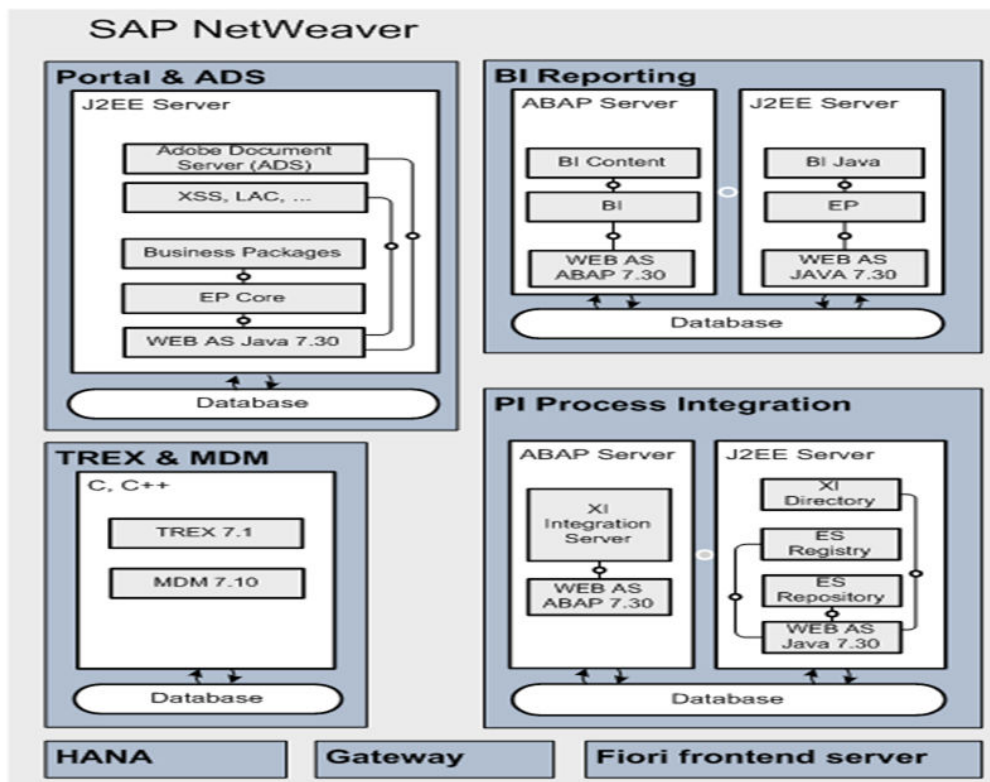 SAP NetWeaver
Portal & ADS
J2EE Server
Adobe Document
Server (ADS)
XSS, LAC, ...
Business Packages
EP Core
WEB AS Java 7.30
Database
BI Reporting
ABAP Server
BI Content
BI
WEB AS
ABAP 7.30
J2EE Server
BI Java
EP
WEB AS
JAVA 7.30
Database
TREX & MDM
C, C++
TREX 7.1
MDM 7.10
Database
PI Process Integration
ABAP Server
XI
Integration
Server
WEB AS
ABAP 7.30
J2EE Server
XI
Directory
ES
Registry
ES
Repository
WEB AS
Java 7.30
Database
HANA
Gateway
Fiori frontend server